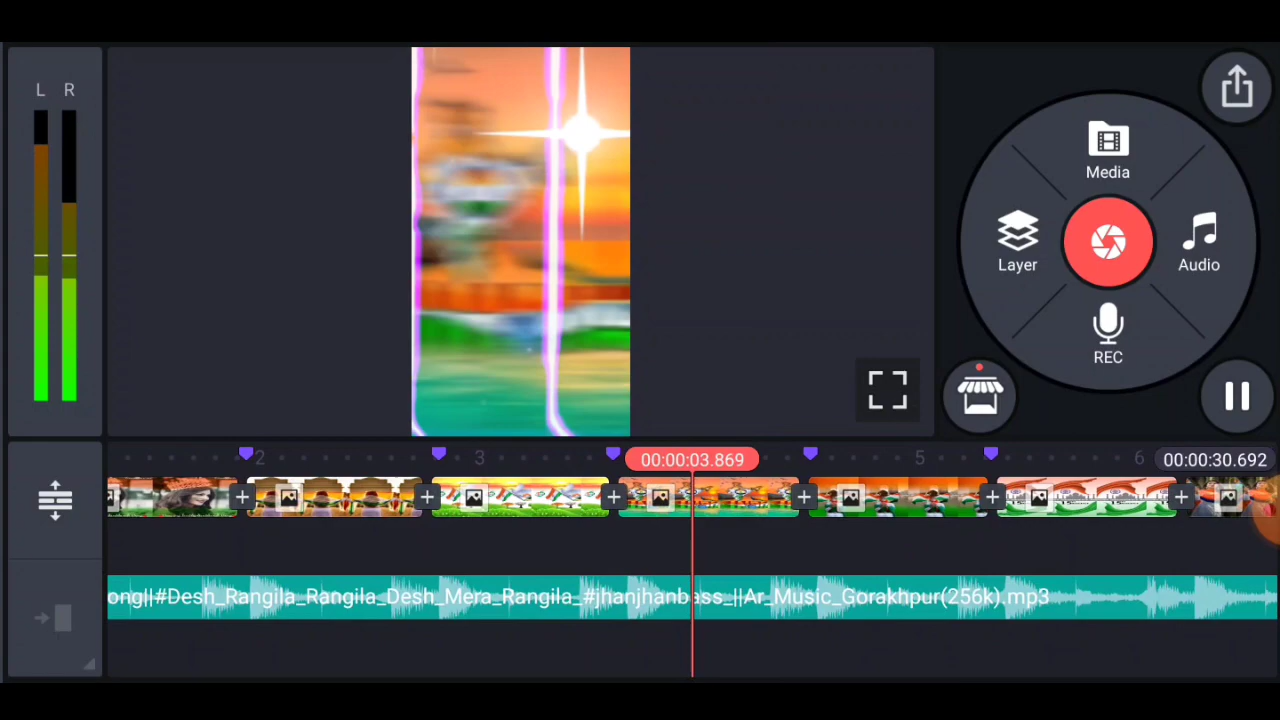 L R
Media
Layer
Audio
REC
2 3 00:00:03.869 5 6 00:00:30.692
ong||#Desh_Rangila_Rangila_Desh_Mera_Rangila_#jhanjhanbass_||Ar_Music_Gorakhpur(256k).mp3